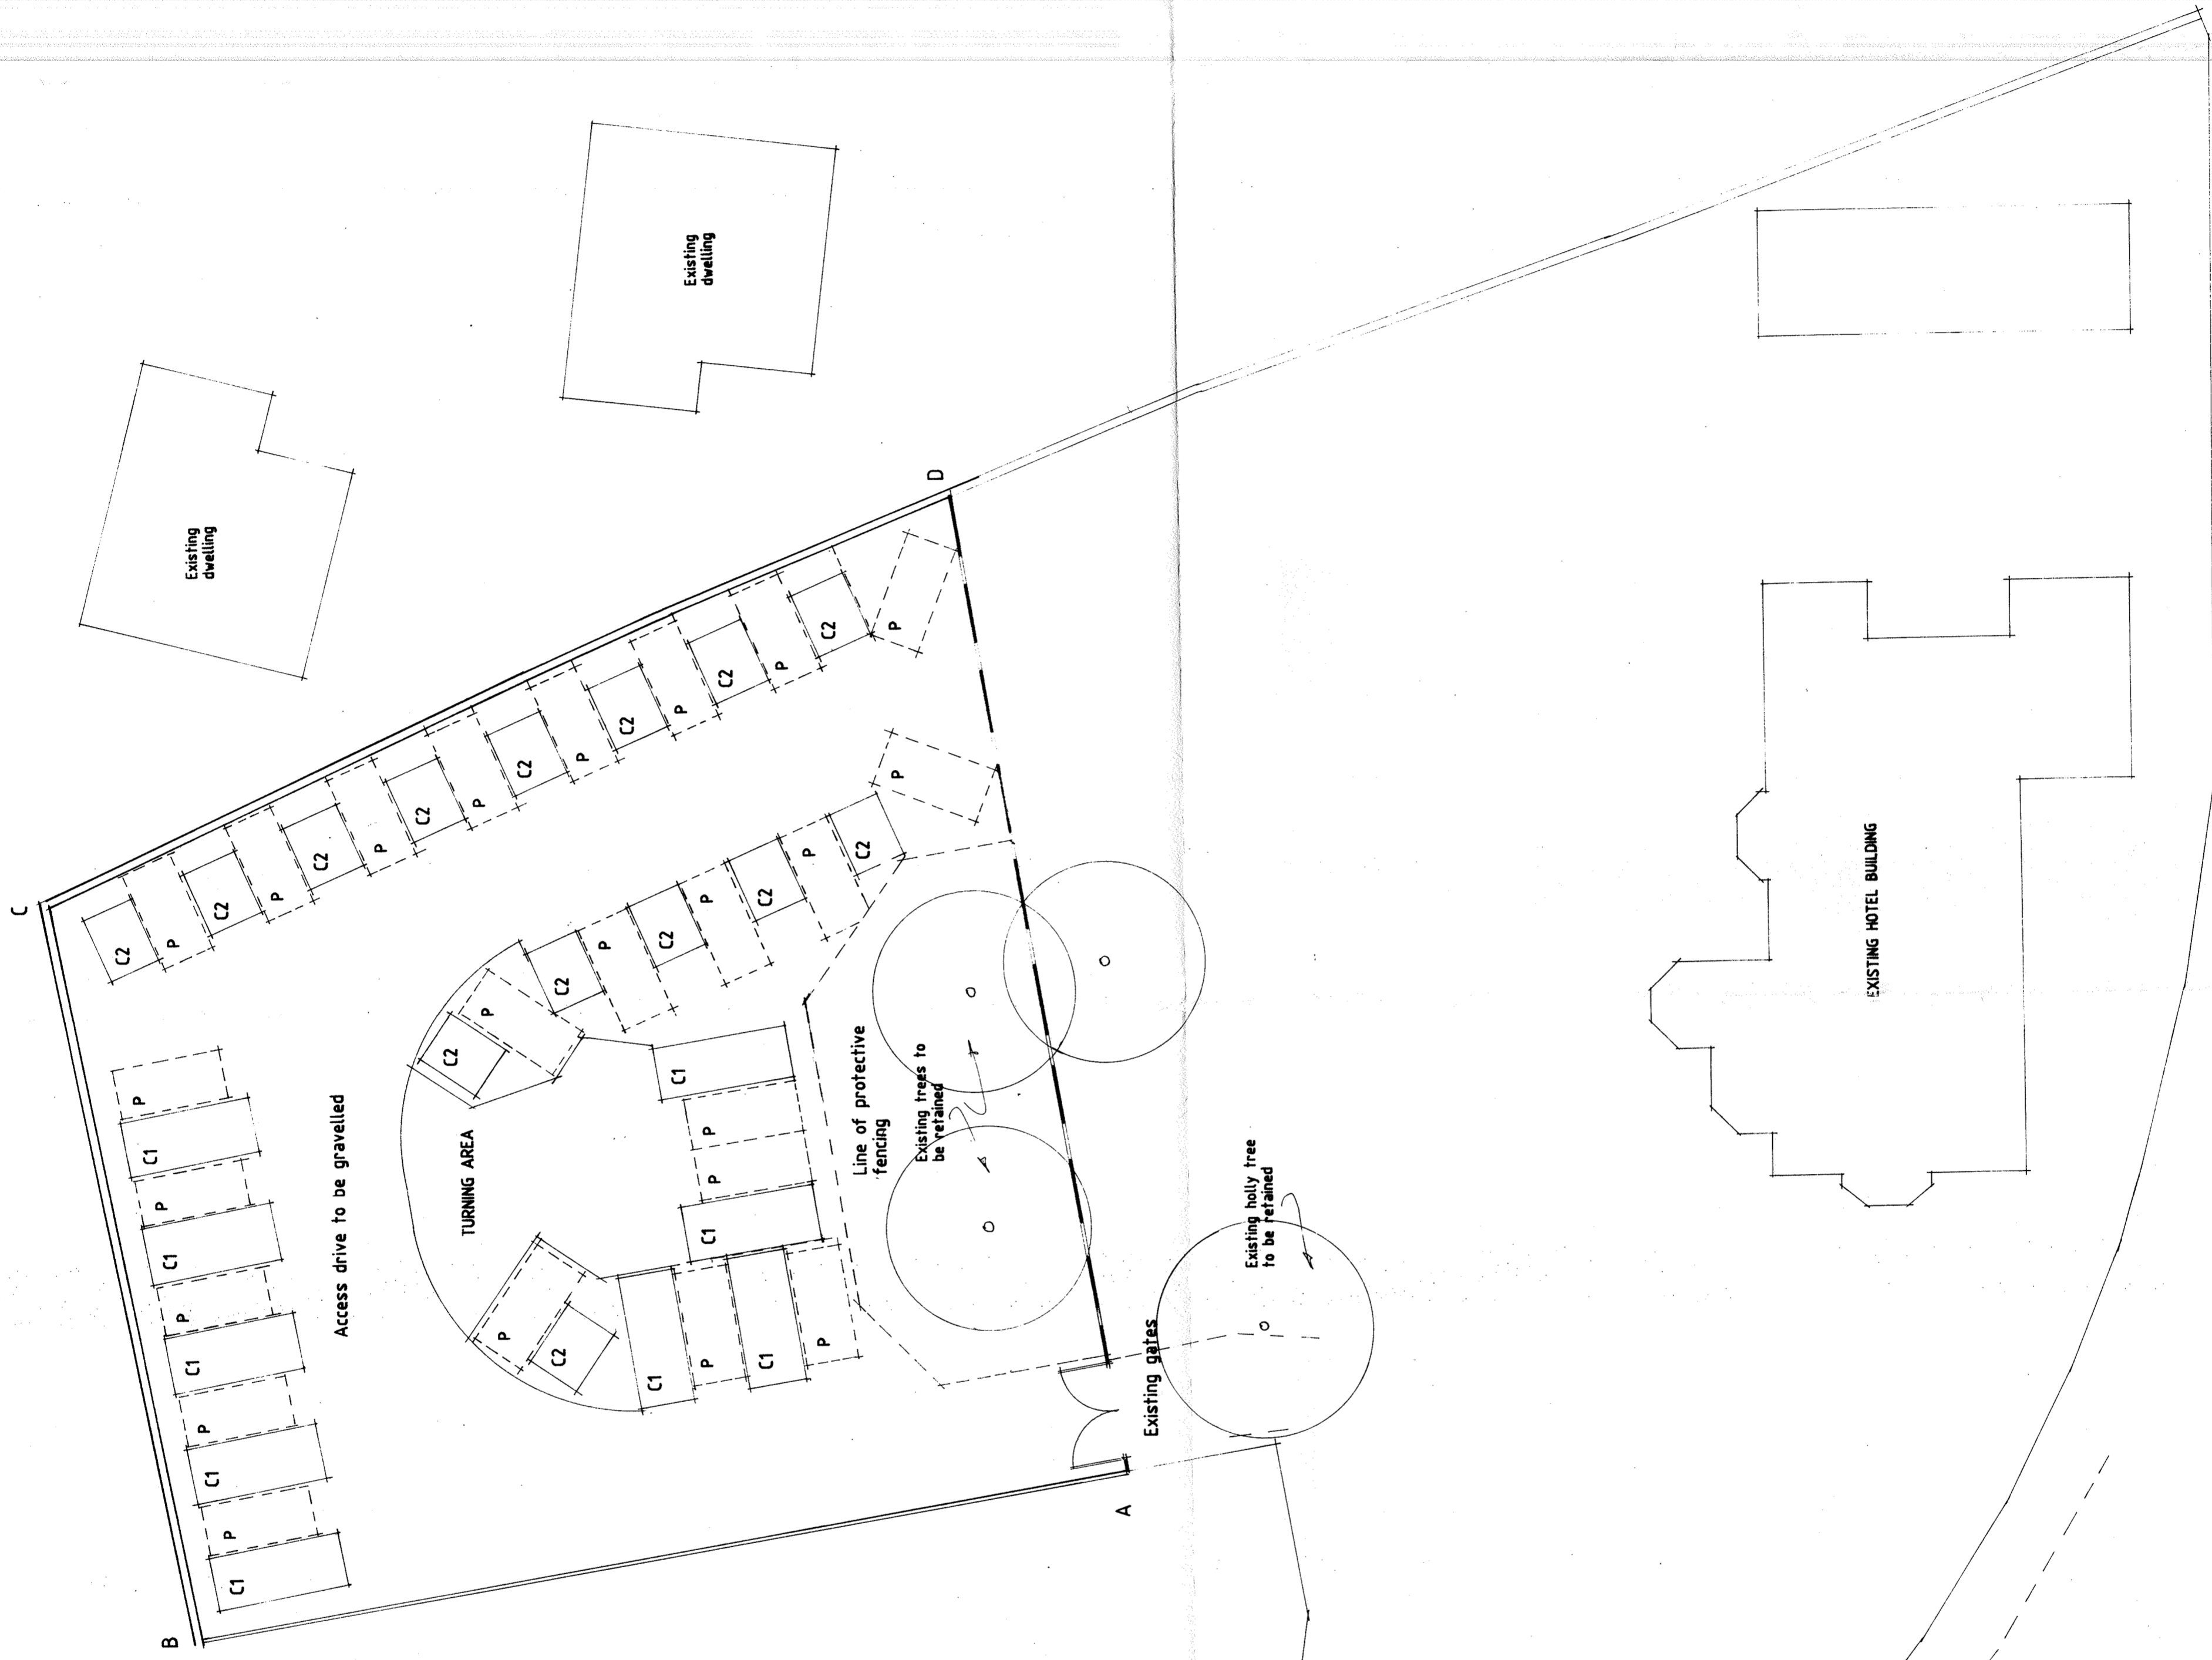 B
C
C1
P
C1
P
C1
P
C1
P
C1
P
C1
P
C2
P
C2
P
C2
P
C2
P
C2
P
C2
P
C2
P
C2
P
Existing
dwelling
Existing
dwelling
Access drive to be gravelled
TURNING AREA
P
C2
C1
P
C1
P
C1
P
P
C1
C2
P
C2
P
C2
P
C2
P
C2
P
Line of protective
fencing
Existing trees to
be retained
D
A
Existing gates
Existing holly tree
to be retained
EXISTING HOTEL BUILDING